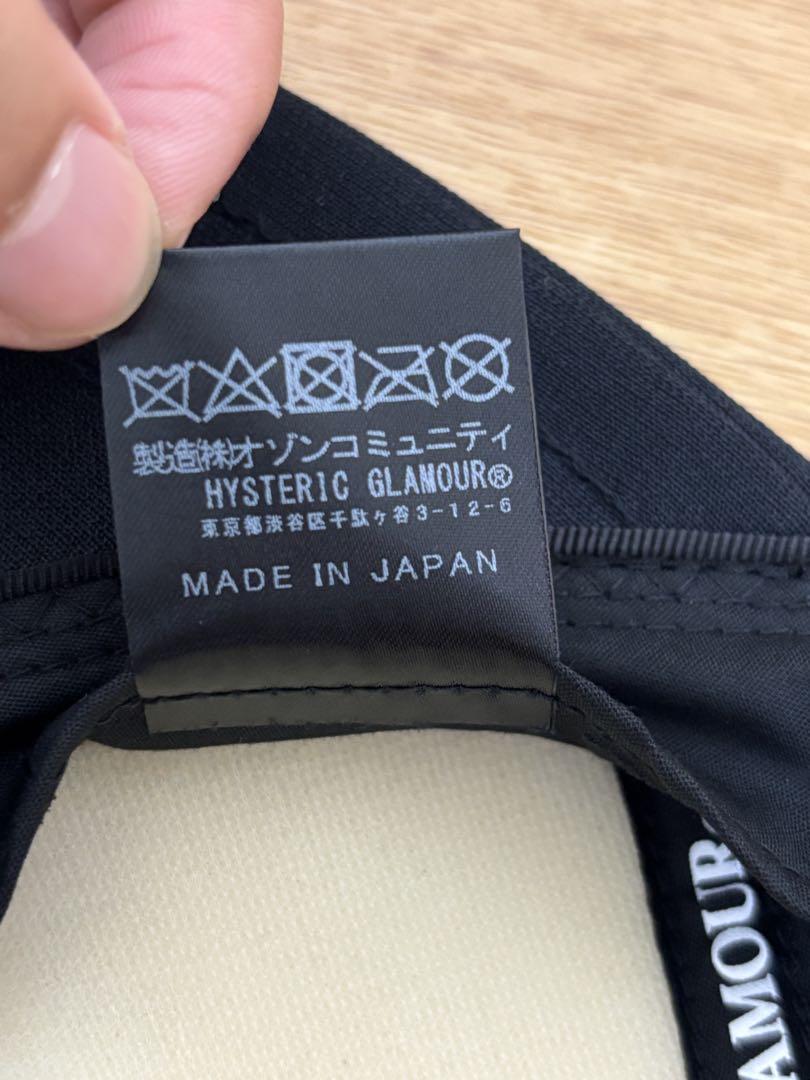 製造(株)オゾンコミュニティ
HYSTERIC GLAMOUR®
東京都渋谷区千駄ヶ谷3-12-6
MADE IN JAPAN
AMOUR